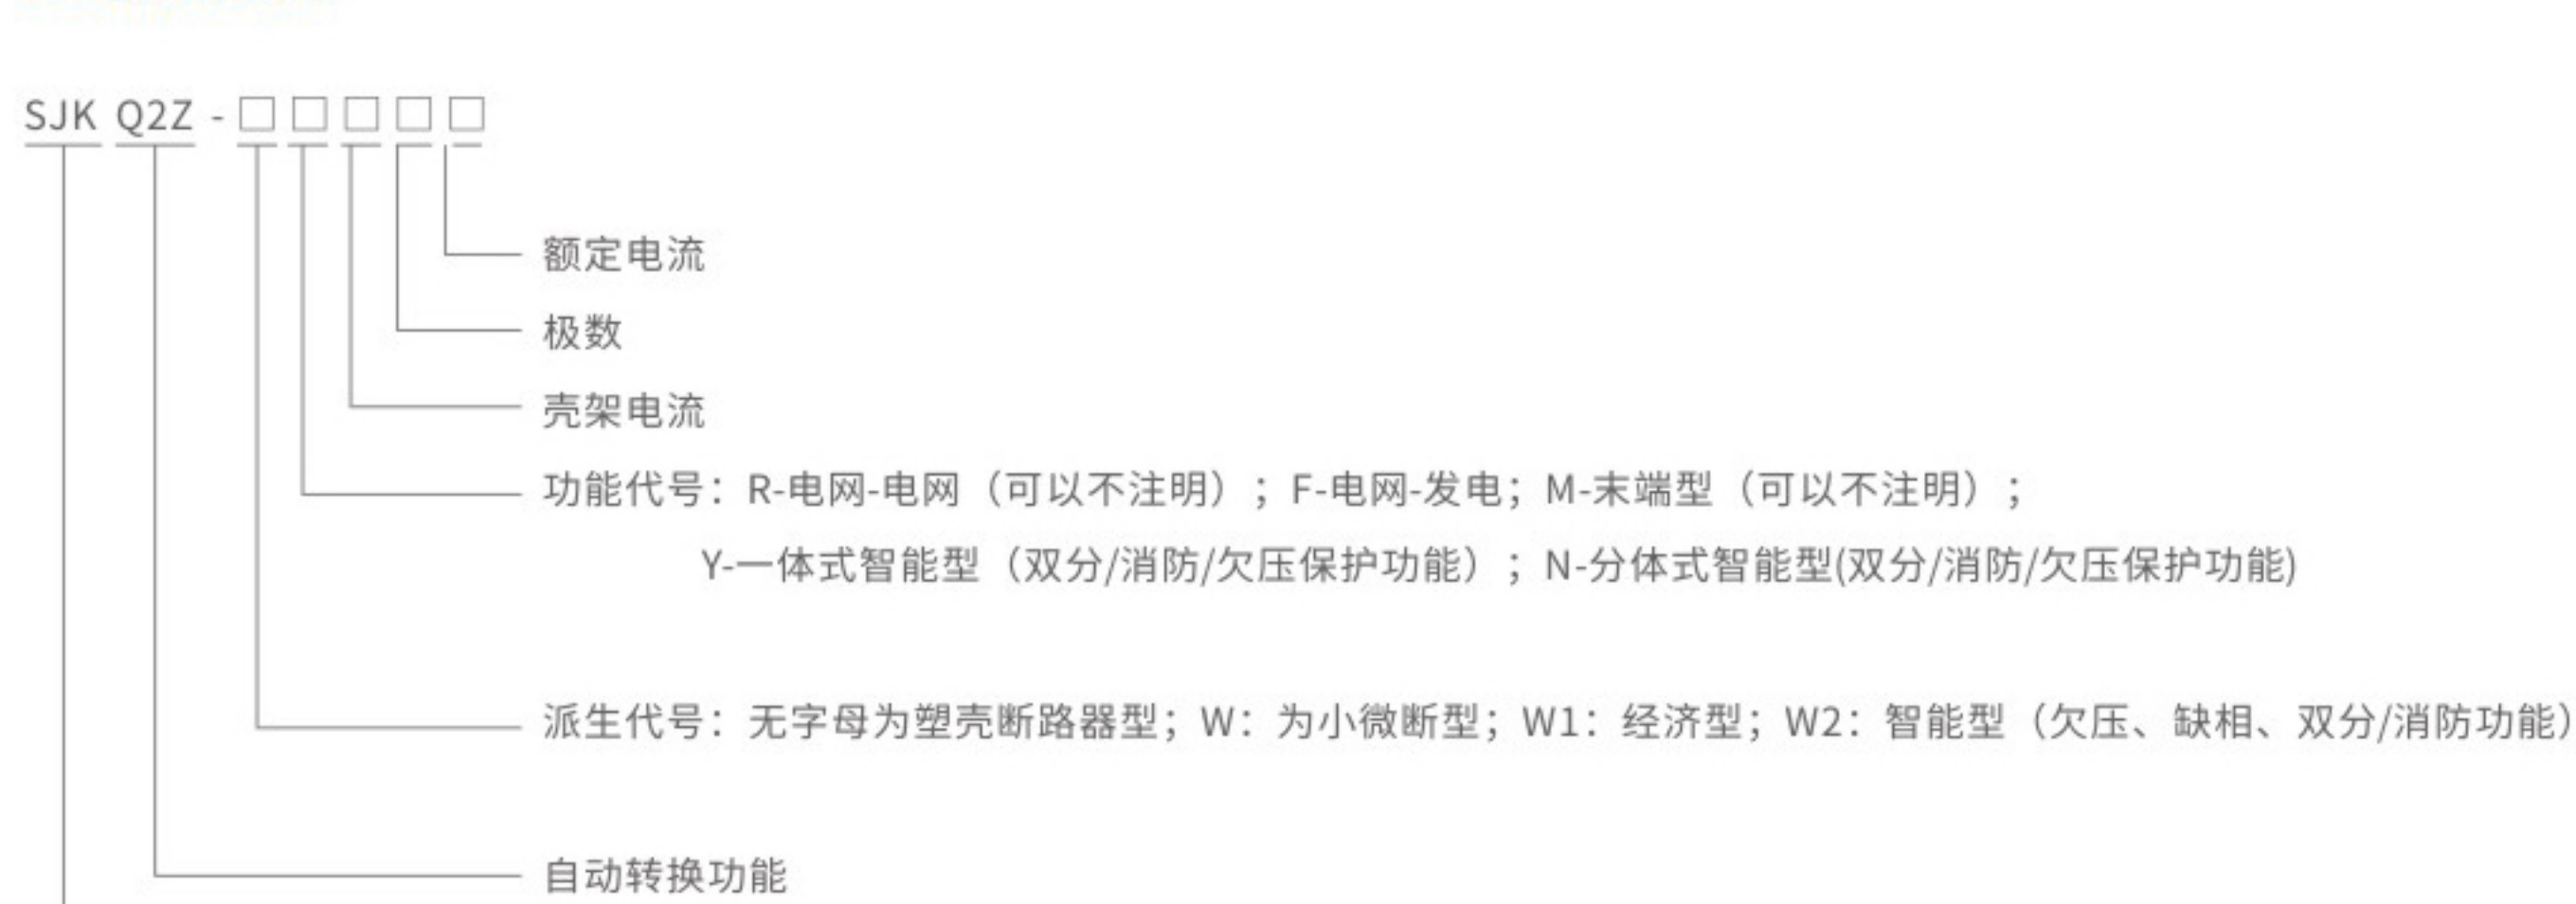 SJK Q2Z -□□□□□
额定电流
极数
壳架电流
功能代号：R-电网-电网（可以不注明）；F-电网-发电；M-末端型（可以不注明）；
Y-一体式智能型（双分/消防/欠压保护功能）；N-分体式智能型(双分/消防/欠压保护功能)
派生代号：无字母为塑壳断路器型；W：为小微断型；W1：经济型；W2：智能型（欠压、缺相、双分/消防功能）
自动转换功能